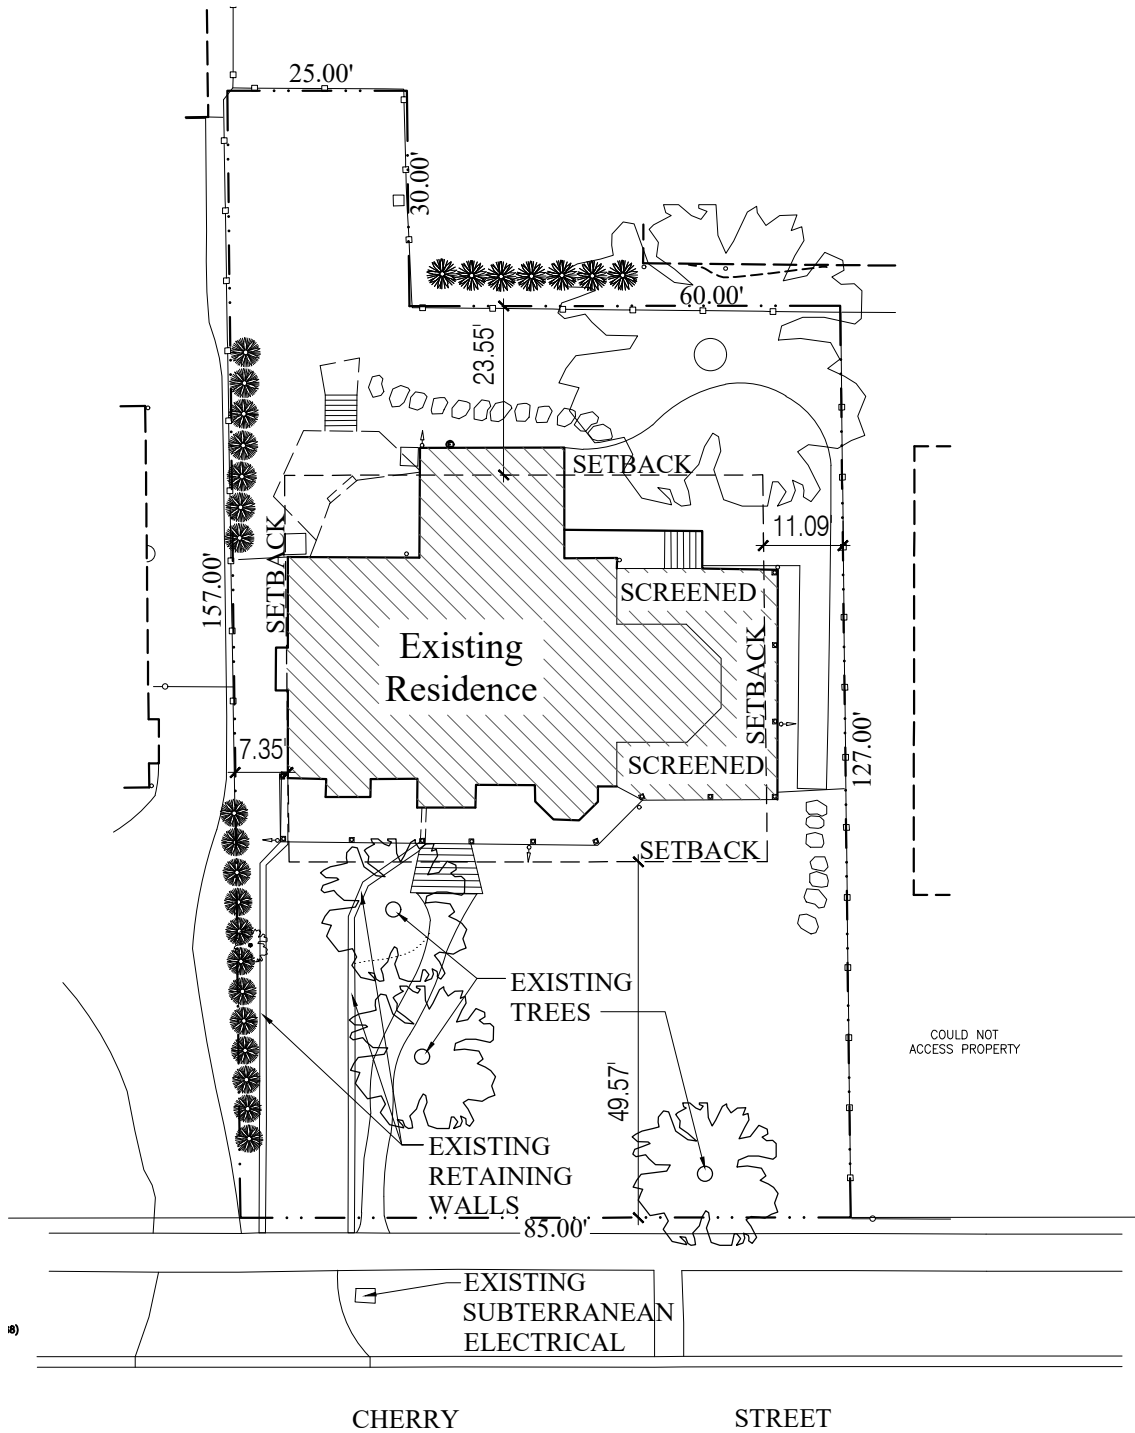 25.00'
30.00'
60.00'
23.55'
SETBACK
11.09'
SETBACK
157.00'
SCREENED
Existing
Residence
SETBACK
SCREENED
7.35'
127.00'
SETBACK
EXISTING
TREES
COULD NOT
ACCESS PROPERTY
49.57'
EXISTING
RETAINING
WALLS
85.00'
EXISTING
SUBTERRANEAN
ELECTRICAL
CHERRY STREET